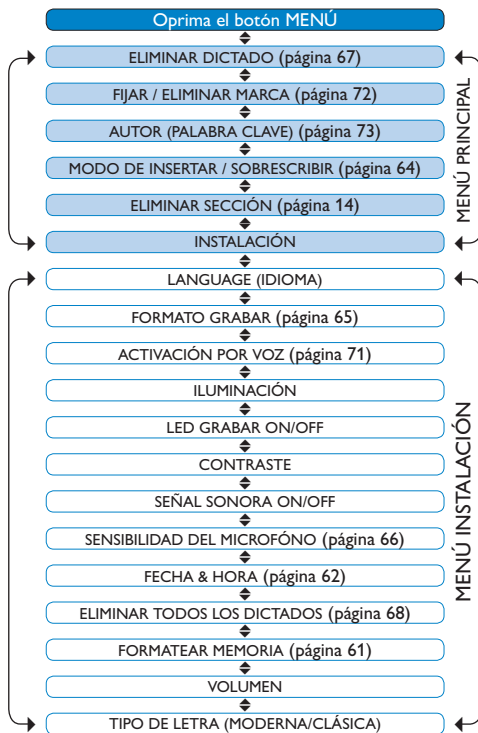 Oprima el botón MENÚ
ELIMINAR DICTADO (página 67)
FIJAR / ELIMINAR MARCA (página 72)
AUTOR (PALABRA CLAVE) (página 73)
MODO DE INSERTAR / SOBRESCRIBIR (página 64)
ELIMINAR SECCIÓN (página 14)
INSTALACIÓN
MENÚ PRINCIPAL
LANGUAGE (IDIOMA)
FORMATO GRABAR (página 65)
ACTIVACIÓN POR VOZ (página 71)
ILUMINACIÓN
LED GRABAR ON/OFF
CONTRASTE
SEÑAL SONORA ON/OFF
SENSIBILIDAD DEL MICROFÓNO (página 66)
FECHA & HORA (página 62)
ELIMINAR TODOS LOS DICTADOS (página 68)
FORMATEAR MEMORIA (página 61)
VOLUMEN
TIPO DE LETRA (MODERNA/CLÁSICA)
MENÚ INSTALACIÓN